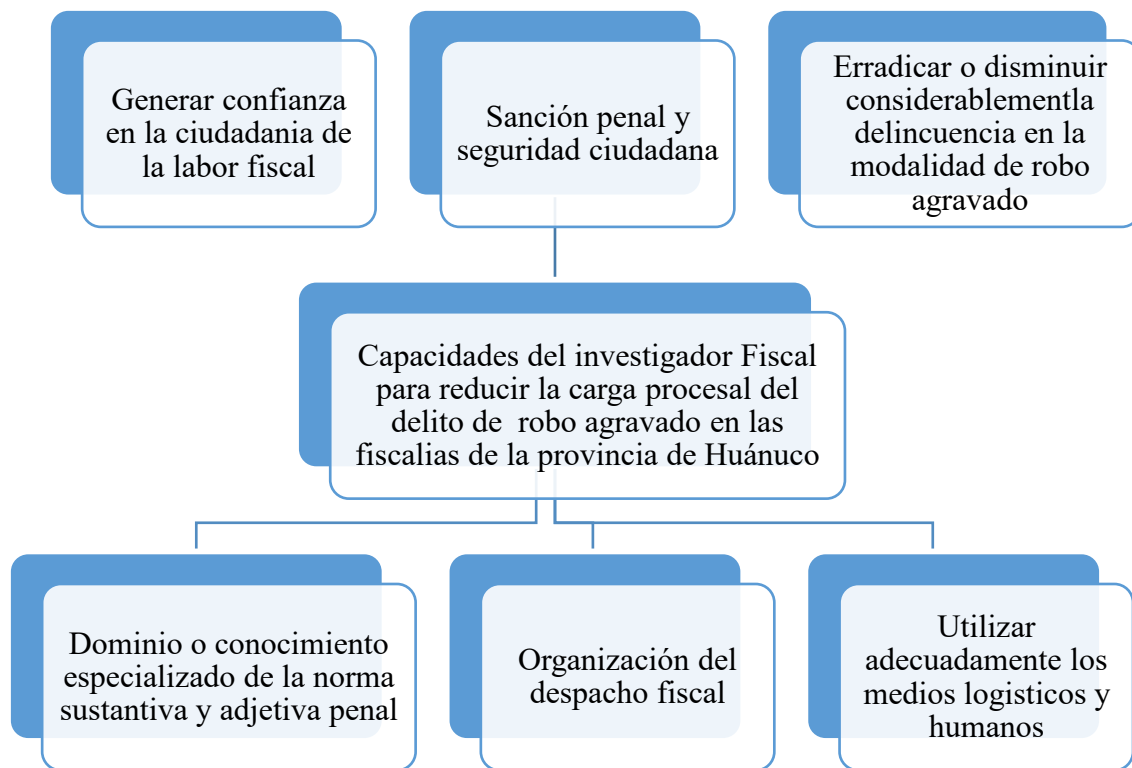 Generar confianza
en la ciudadania de
la labor fiscal
Sanción penal y
seguridad ciudadana
Erradicar o disminuir
considerablementla
delincuencia en la
modalidad de robo
agravado
Capacidades del investigador Fiscal
para reducir la carga procesal del
delito de robo agravado en las
fiscalias de la provincia de Huánuco
Dominio o conocimiento
especializado de la norma
sustantiva y adjetiva penal
Organización del
despacho fiscal
Utilizar
adecuadamente los
medios logisticos y
humanos